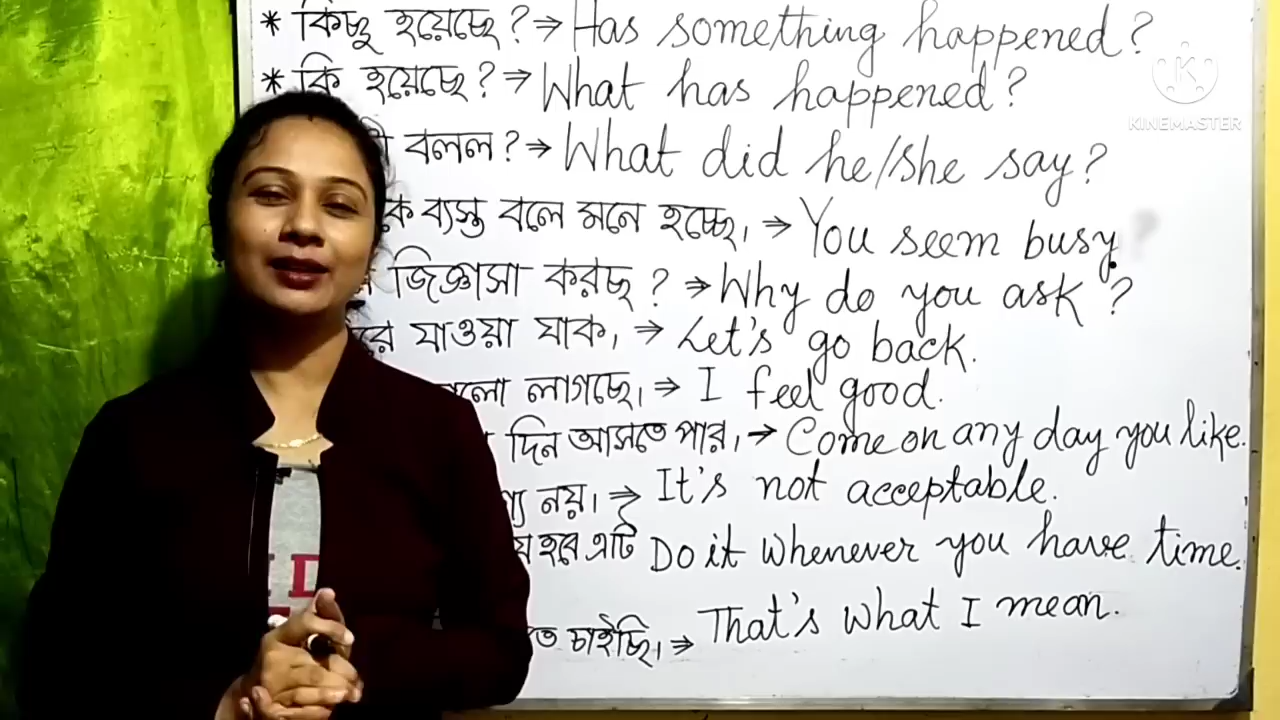 * কিছু হয়েছে? ⇒ Has something happened?
* কি হয়েছে? ⇒ What has happened?
বলল? ⇒ What did he/she say?
ব্যস্ত বলে মনে হচ্ছে। ⇒ You seem busy.
জিজ্ঞাসা করছ? ⇒ Why do you ask?
যাওয়া যাক। ⇒ Let's go back.
লাগছে। ⇒ I feel good.
দিন আসতে পার। → Come on any day you like.
নয়। ⇒ It's not acceptable.
হবে এটি Do it whenever you have time.
চাইছি। ⇒ That's what I mean.
KINEMASTER